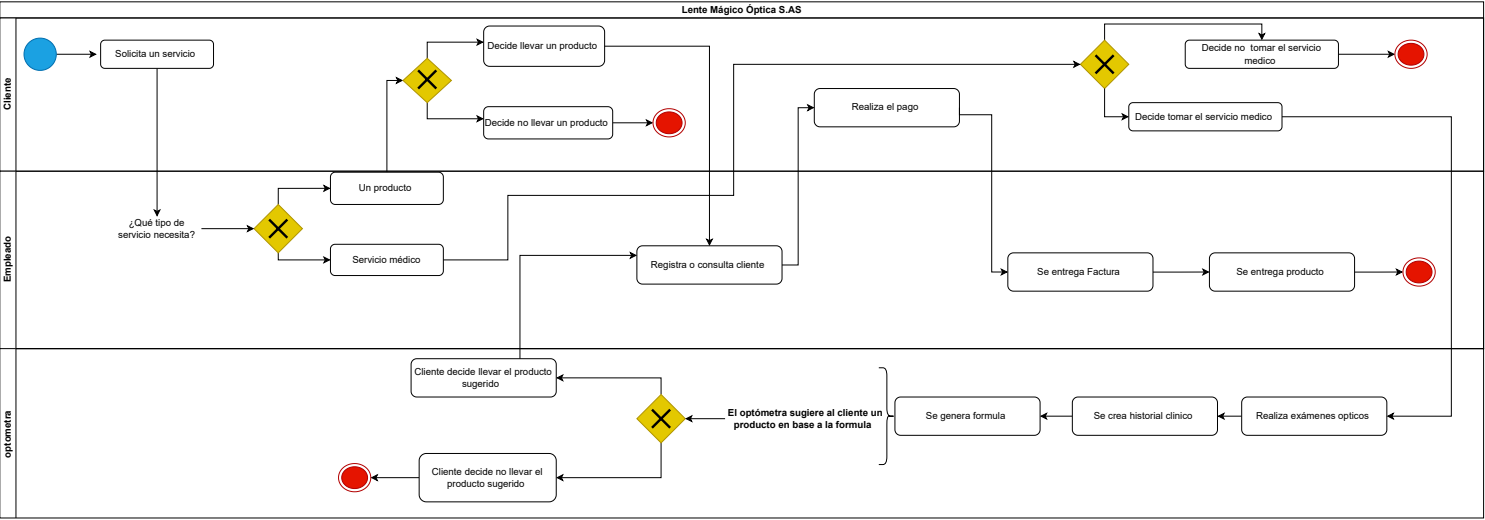 Lente Mágico Óptica S.AS
Cliente
Solicita un servicio
Decide llevar un producto
Decide no llevar un producto
Realiza el pago
Decide no  tomar el servicio
medico
Decide tomar el servicio medico
Empleado
¿Qué tipo de
servicio necesita?
Un producto
Servicio médico
Registra o consulta cliente
Se entrega Factura
Se entrega producto
optometra
Cliente decide llevar el producto
sugerido
Cliente decide no llevar el
producto sugerido
El optómetra sugiere al cliente un
producto en base a la formula
Se genera formula
Se crea historial clinico
Realiza exámenes opticos